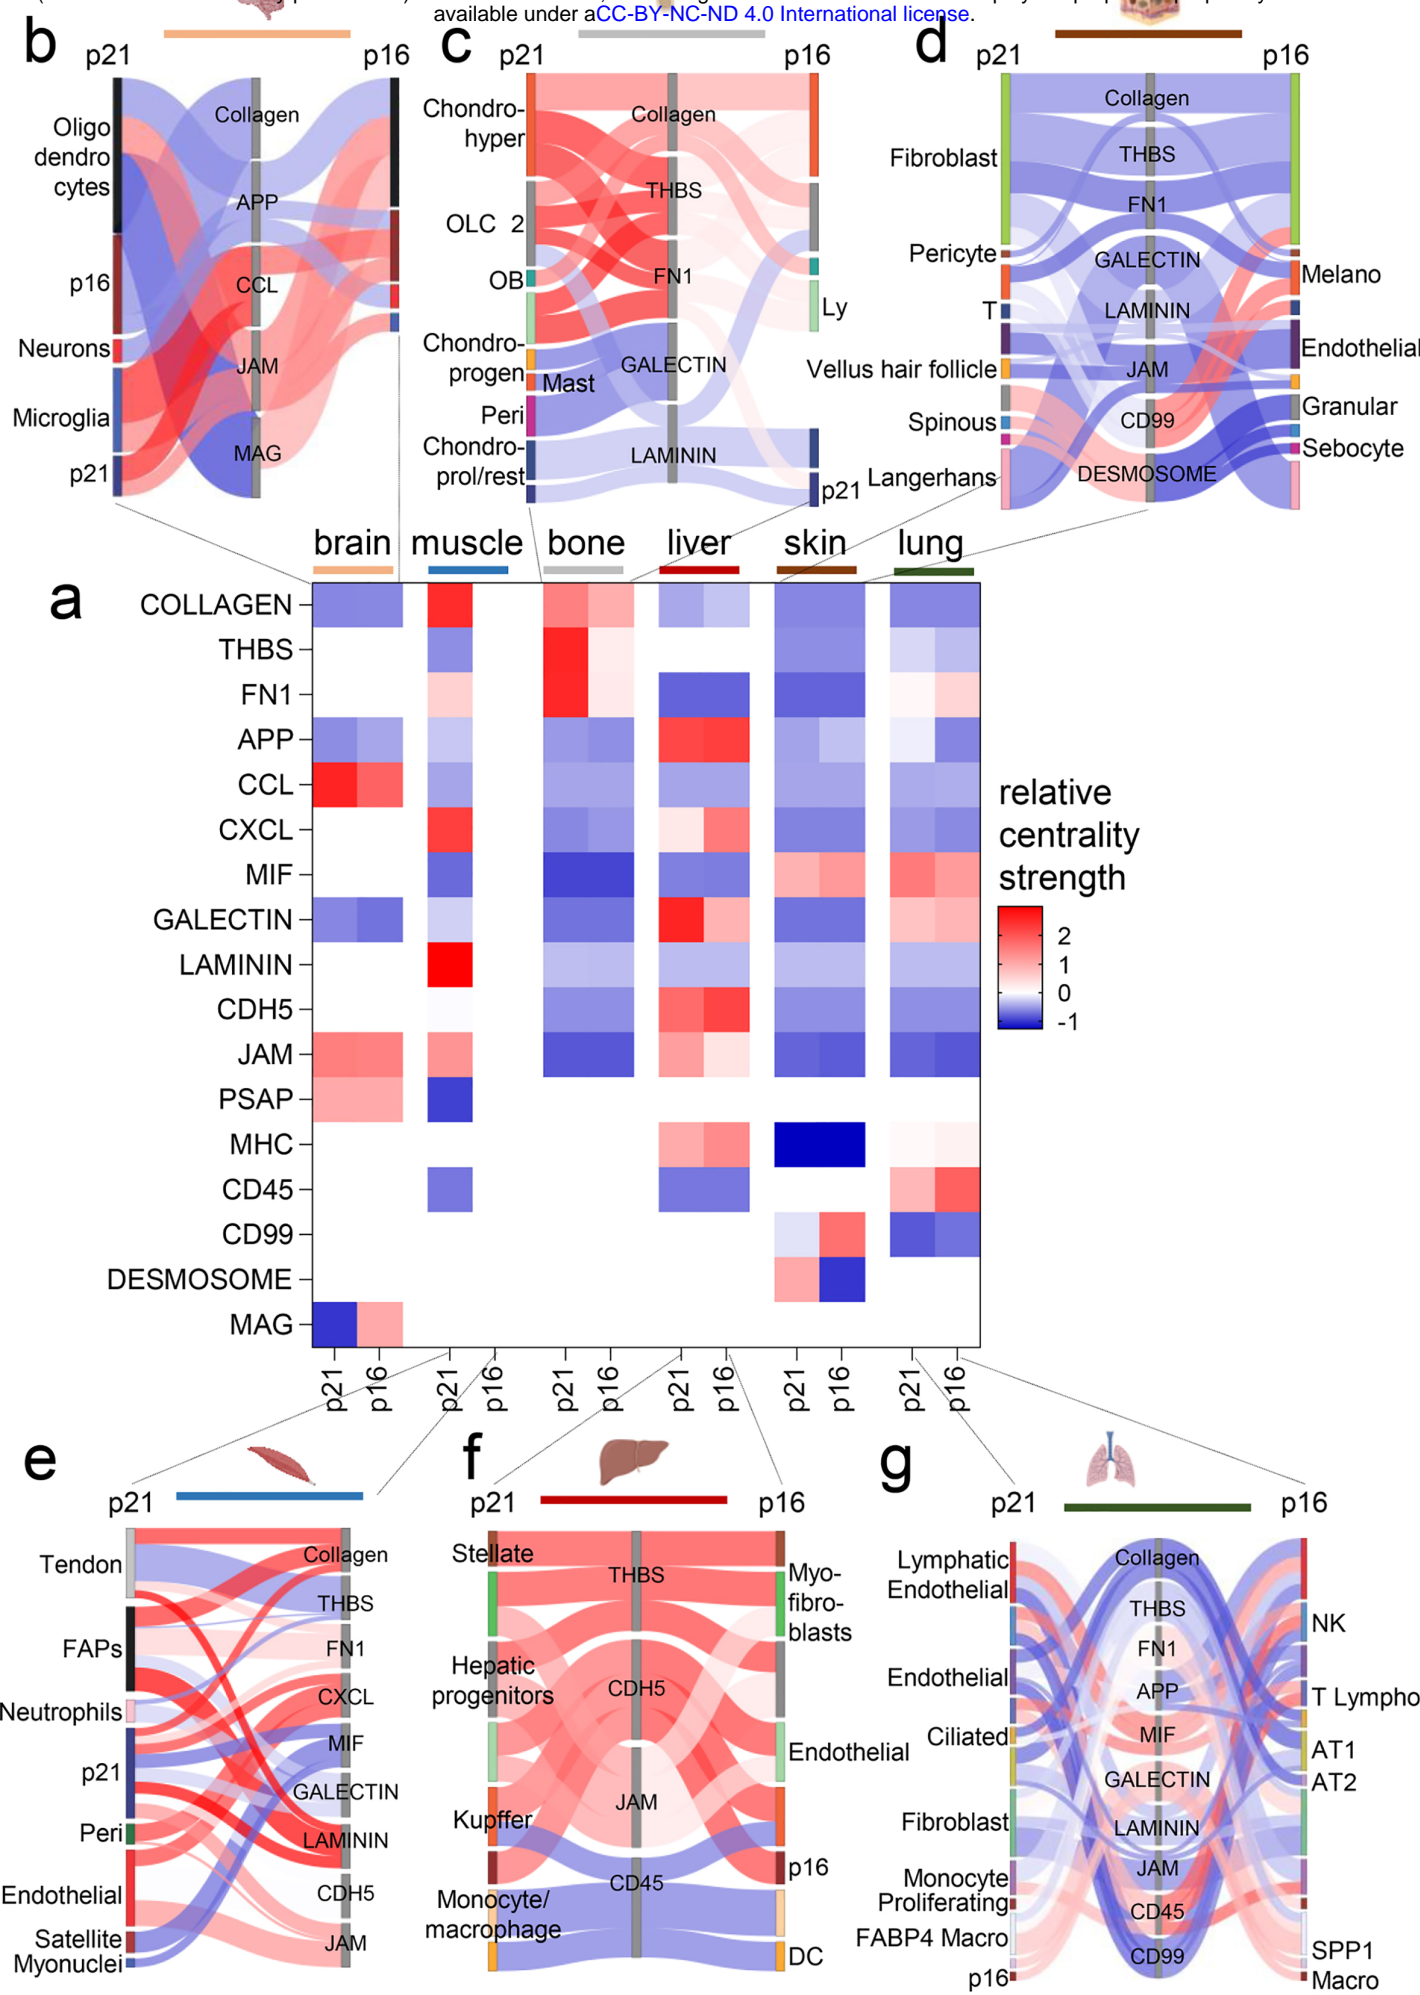 available under aCC-BY-NC-ND 4.0 International license.
b
p21
p16
Oligo
dendro
cytes
p16
Neurons
Microglia
p21
Collagen
APP
CCL
JAM
MAG
c
p21
p16
Chondro-
hyper
OLC 2
OB
Chondro-
progen
Mast
Peri
Chondro-
prol/rest
Collagen
THBS
FN1
GALECTIN
LAMININ
Ly
p21
d
p21
p16
Fibroblast
Pericyte
T
Vellus hair follicle
Spinous
Langerhans
Collagen
THBS
FN1
GALECTIN
LAMININ
JAM
CD99
DESMOSOME
Melano
Endothelial
Granular
Sebocyte
brain muscle bone liver skin lung
a
COLLAGEN
THBS
FN1
APP
CCL
CXCL
MIF
GALECTIN
LAMININ
CDH5
JAM
PSAP
MHC
CD45
CD99
DESMOSOME
MAG
p21 p16 p21 p16 p21 p16 p21 p16 p21 p16 p21 p16
relative
centrality
strength
2
1
0
-1
e
p21
Tendon
FAPs
Neutrophils
p21
Peri
Endothelial
Satellite
Myonuclei
Collagen
THBS
FN1
CXCL
MIF
GALECTIN
LAMININ
CDH5
JAM
f
p21
p16
Stellate
Hepatic
progenitors
Kupffer
Monocyte/
macrophage
THBS
CDH5
JAM
CD45
Myo-
fibro-
blasts
Endothelial
p16
DC
g
p21
p16
Lymphatic
Endothelial
Endothelial
Ciliated
Fibroblast
Monocyte
Proliferating
FABP4 Macro
p16
Collagen
THBS
FN1
APP
MIF
GALECTIN
LAMININ
JAM
CD45
CD99
NK
T Lympho
AT1
AT2
SPP1
Macro